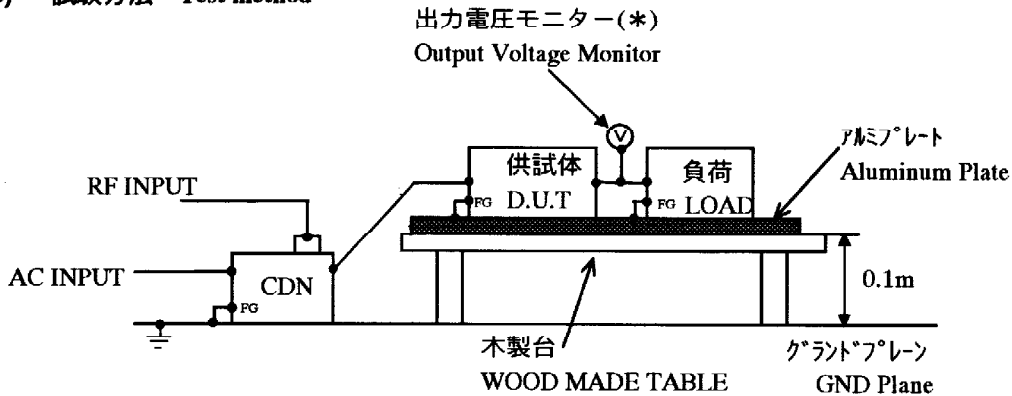 試験方法 Test method
出力電圧モニター(*)
Output Voltage Monitor
V
アルミプレート
Aluminum Plate
供試体
D.U.T
FG
負荷
LOAD
FG
RF INPUT
AC INPUT
CDN
FG
0.1m
木製台
WOOD MADE TABLE
グランドプレーン
GND Plane